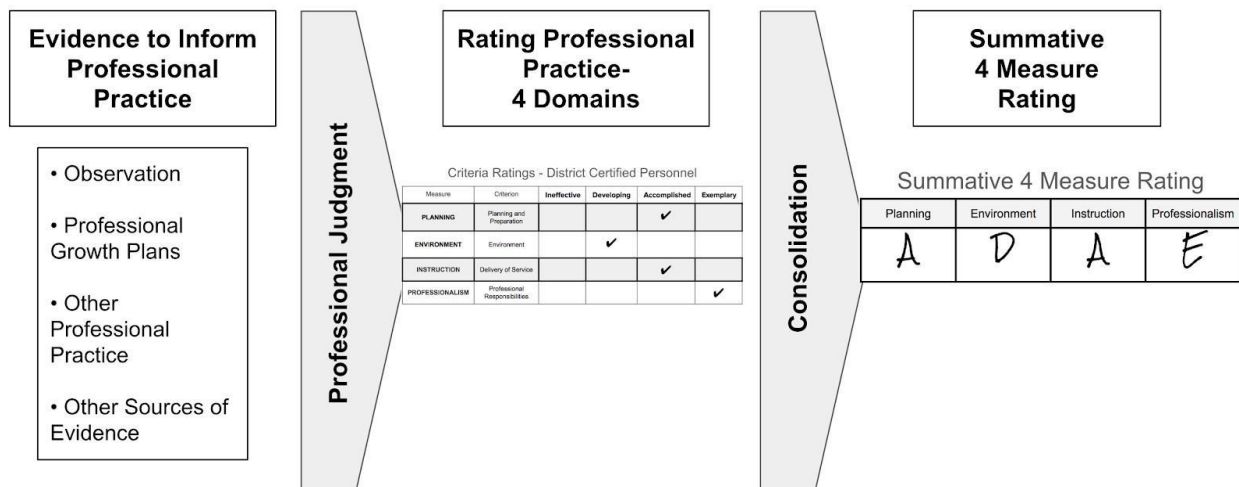 Evidence to Inform
Professional
Practice
• Observation
• Professional
Growth Plans
• Other
Professional
Practice
• Other Sources of
Evidence
Professional Judgment
Rating Professional
Practice-
4 Domains
Criteria Ratings - District Certified Personnel
Measure Criterion Ineffective Developing Accomplished Exemplary
PLANNING Planning and
Preparation ✔
ENVIRONMENT Environment ✔
INSTRUCTION Delivery of Service ✔
PROFESSIONALISM Professional
Responsibilities ✔
Consolidation
Summative
4 Measure
Rating
Summative 4 Measure Rating
Planning Environment Instruction Professionalism
A D A E